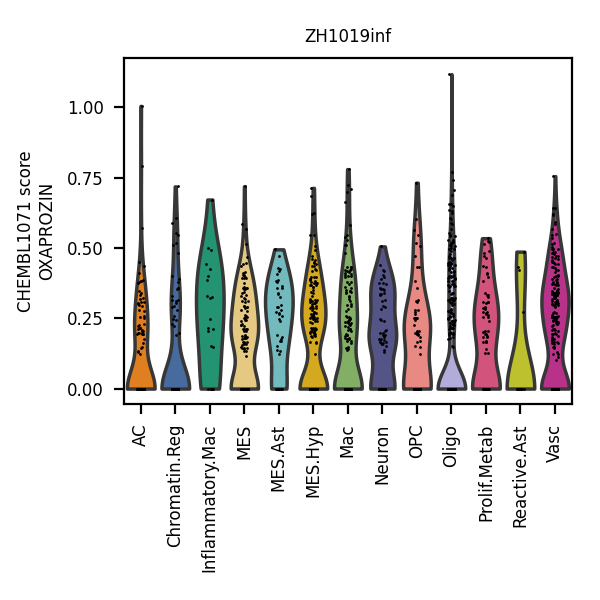 ZH1019inf
CHEMBL1071 score
OXAPROZIN
1.00
0.75
0.50
0.25
0.00
AC
Chromatin.Reg
Inflammatory.Mac
MES
MES.Ast
MES.Hyp
Mac
Neuron
OPC
Oligo
Prolif.Metab
Reactive.Ast
Vasc